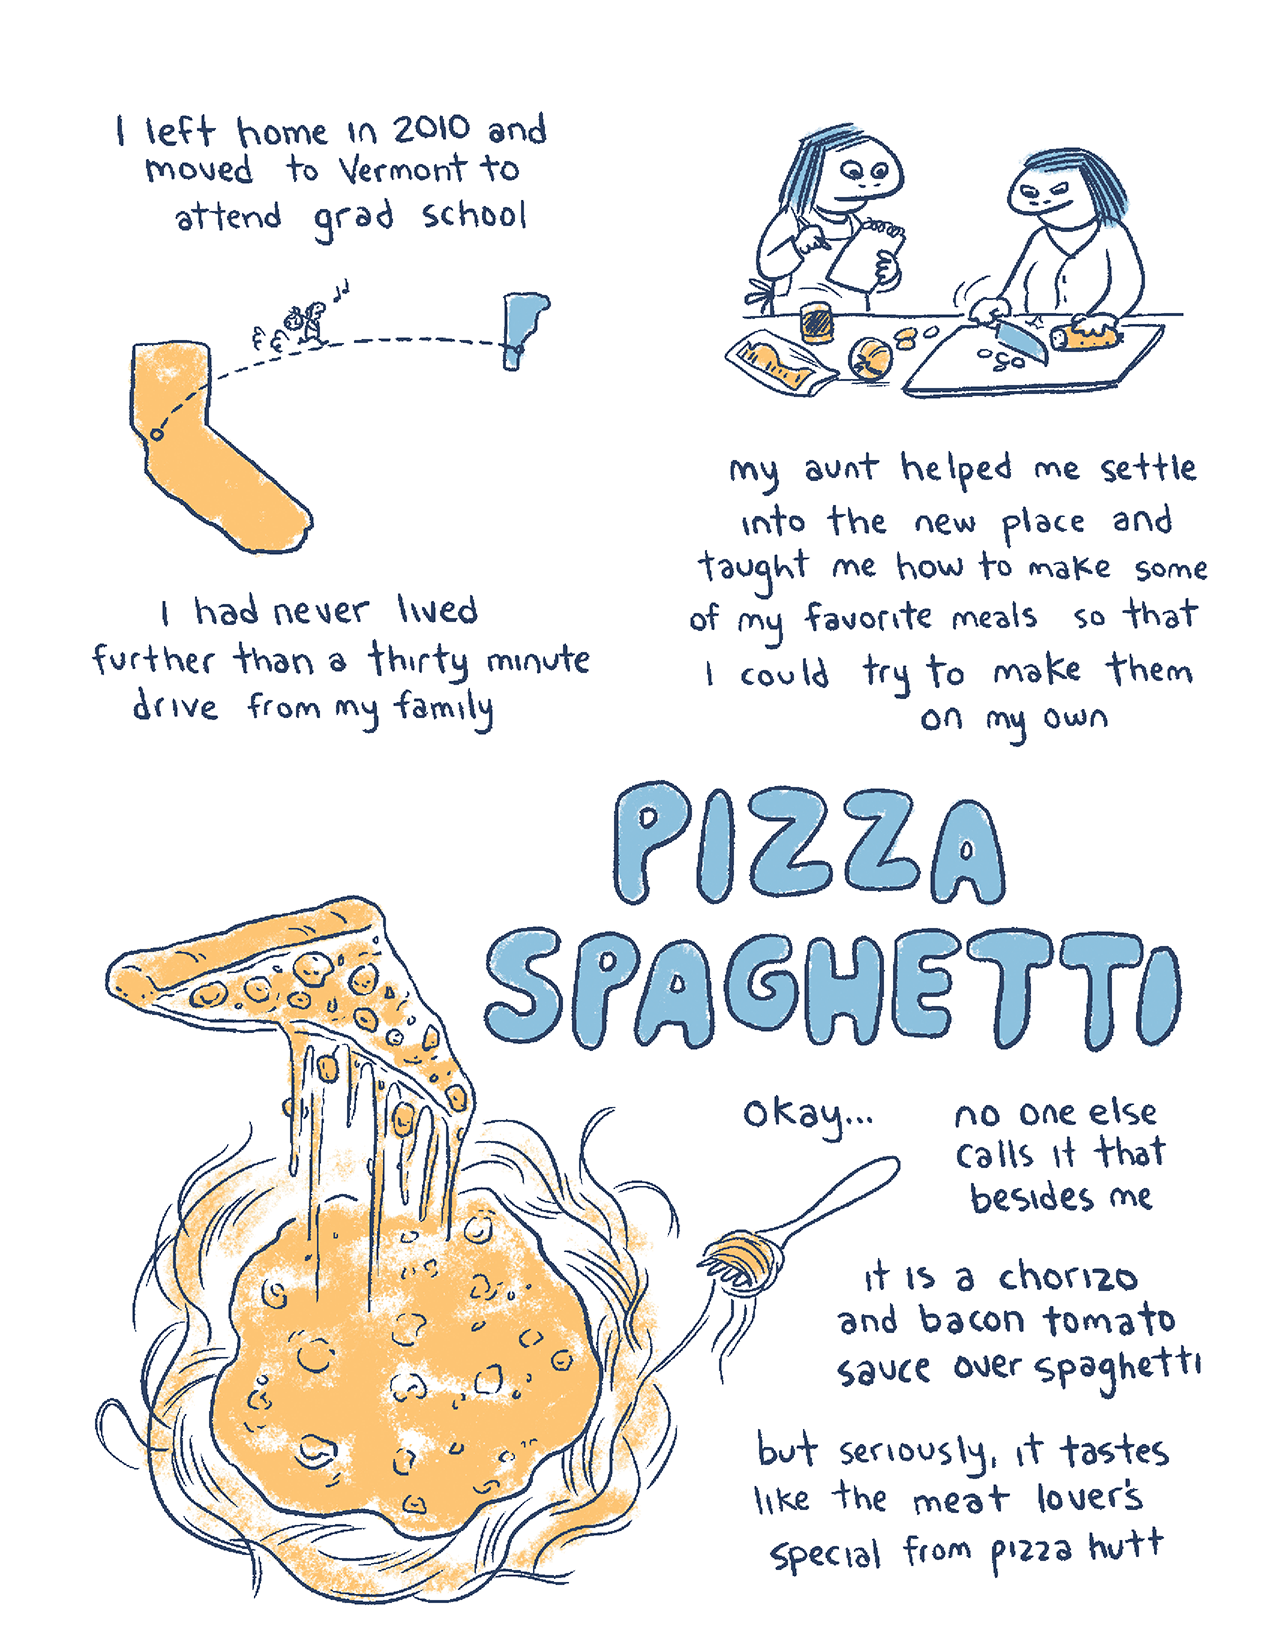 I left home in 2010 and
moved to Vermont to
attend grad school
I had never lived
further than a thirty minute
drive from my family
my aunt helped me settle
into the new place and
taught me how to make some
of my favorite meals so that
I could try to make them
on my own
PIZZA
SPAGHETTI
okay...
no one else
calls it that
besides me
it is a chorizo
and bacon tomato
sauce over spaghetti
but seriously, it tastes
like the meat lover's
special from pizza hutt